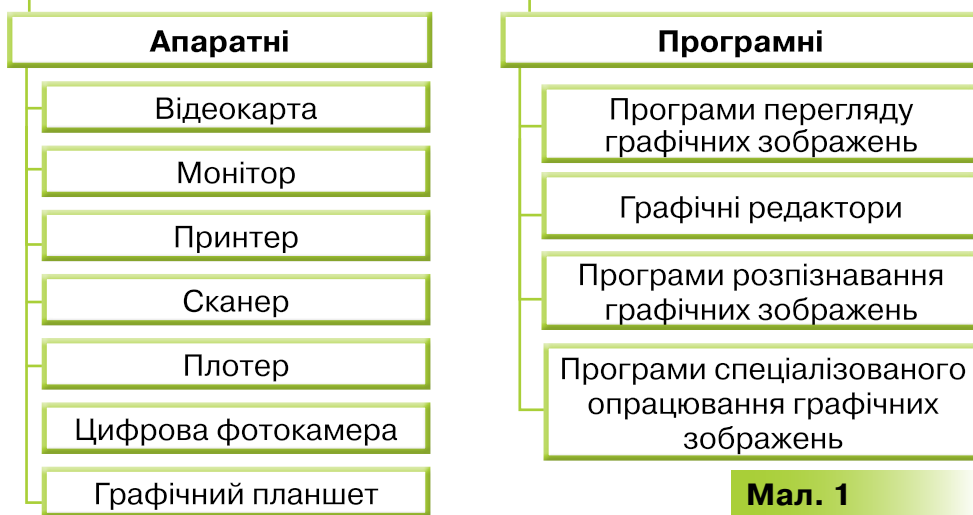 Апаратні
Відеокарта
Монітор
Принтер
Сканер
Плотер
Цифрова фотокамера
Графічний планшет
Програмні
Програми перегляду
графічних зображень
Графічні редактори
Програми розпізнавання
графічних зображень
Програми спеціалізованого
опрацювання графічних
зображень
Мал. 1